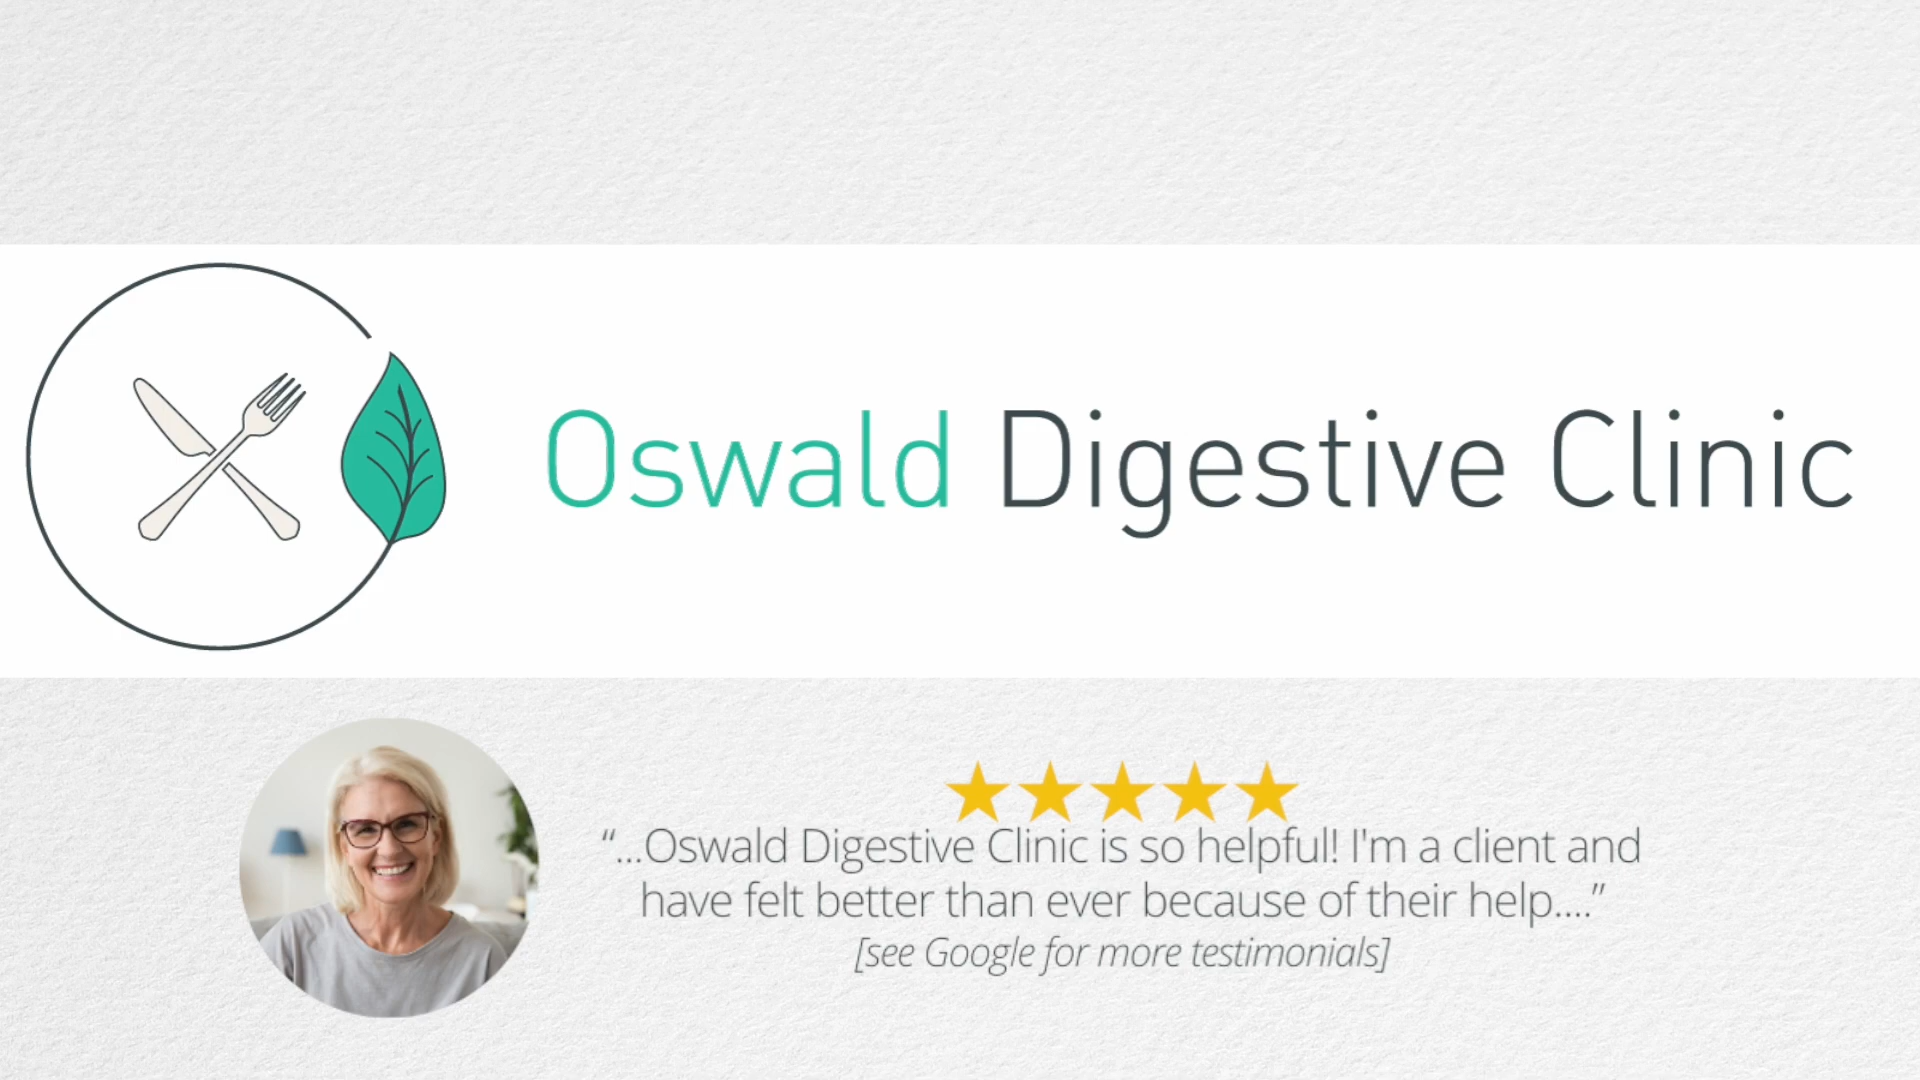 Oswald Digestive Clinic
“...Oswald Digestive Clinic is so helpful! I'm a client and
have felt better than ever because of their help....”
[see Google for more testimonials]